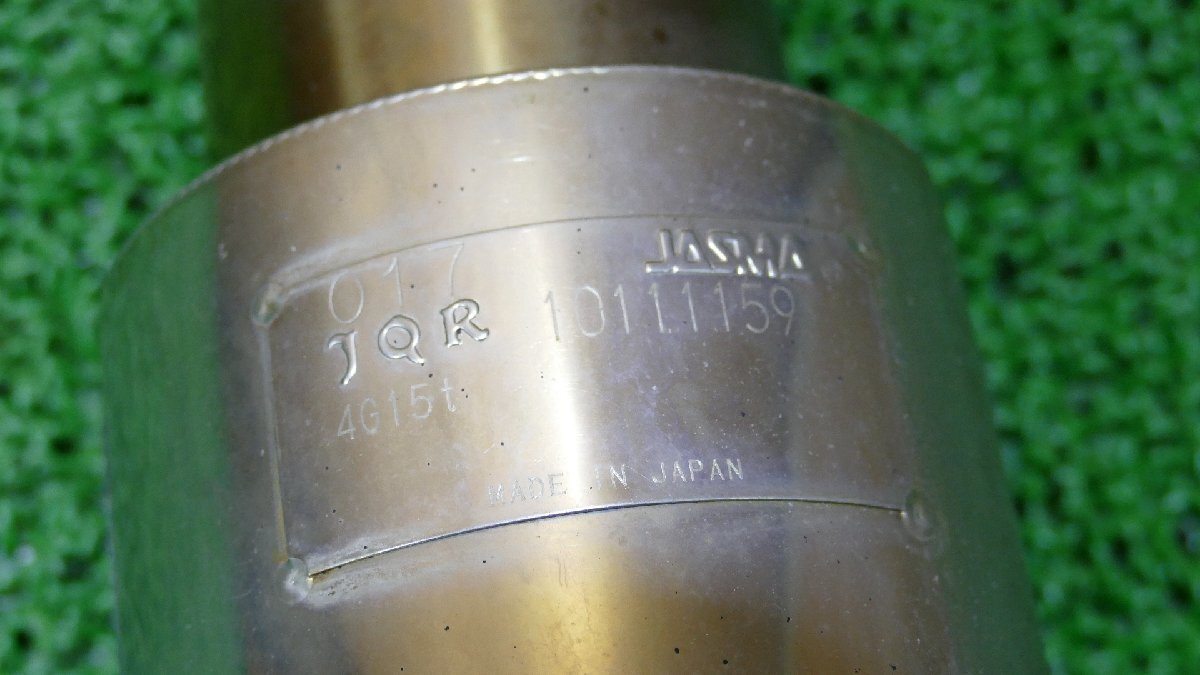 JASMA
017
JQR 10111159
4G15t
MADE IN JAPAN